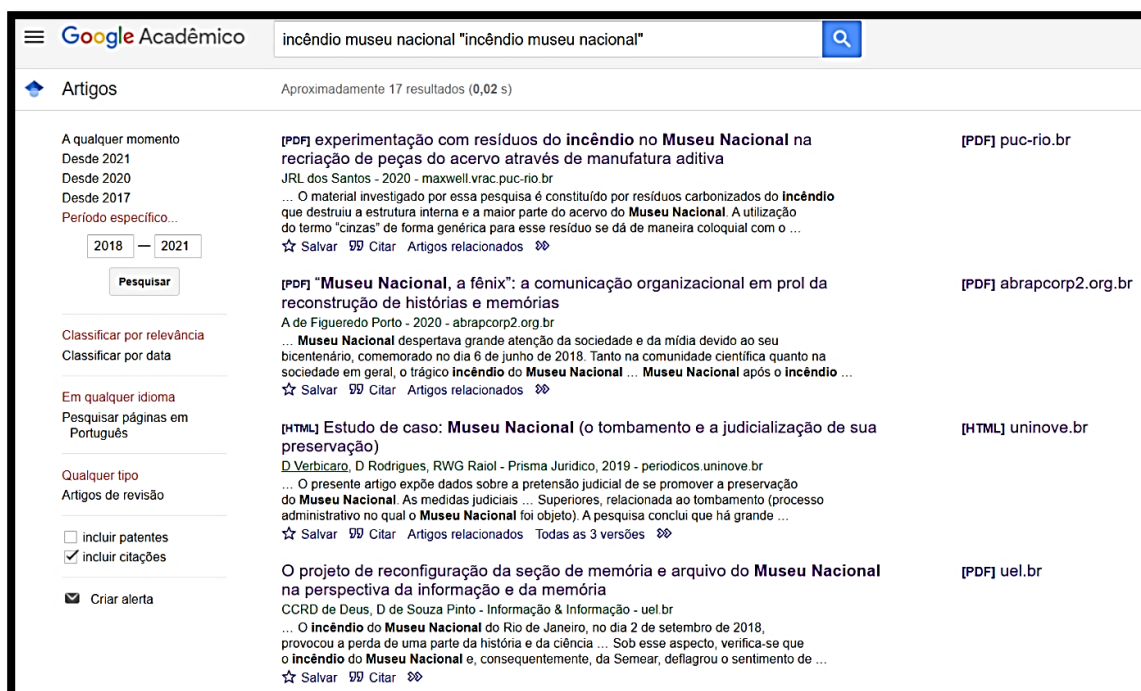 Google Acadêmico
incêndio museu nacional "incêndio museu nacional"
Artigos
Aproximadamente 17 resultados (0,02 s)
A qualquer momento
Desde 2021
Desde 2020
Desde 2017
Período específico...
2018 — 2021
Pesquisar
Classificar por relevância
Classificar por data
Em qualquer idioma
Pesquisar páginas em
Português
Qualquer tipo
Artigos de revisão
incluir patentes
incluir citações
Criar alerta
[PDF] experimentação com resíduos do incêndio no Museu Nacional na
recriação de peças do acervo através de manufatura aditiva
JRL dos Santos - 2020 - maxwell.vrac.puc-rio.br
... O material investigado por essa pesquisa é constituído por resíduos carbonizados do incêndio
que destruiu a estrutura interna e a maior parte do acervo do Museu Nacional. A utilização
do termo “cinzas” de forma genérica para esse resíduo se dá de maneira coloquial com o ...
Salvar Citar Artigos relacionados
[PDF] puc-rio.br
[PDF] “Museu Nacional, a fênix”: a comunicação organizacional em prol da
reconstrução de histórias e memórias
A de Figueredo Porto - 2020 - abrapcorp2.org.br
... Museu Nacional despertava grande atenção da sociedade e da mídia devido ao seu
bicentenário, comemorado no dia 6 de junho de 2018. Tanto na comunidade científica quanto na
sociedade em geral, o trágico incêndio do Museu Nacional ... Museu Nacional após o incêndio ...
Salvar Citar Artigos relacionados
[PDF] abrapcorp2.org.br
[HTML] Estudo de caso: Museu Nacional (o tombamento e a judicialização de sua
preservação)
D Verbicaro, D Rodrigues, RWG Raiol - Prisma Juridico, 2019 - periodicos.uninove.br
... O presente artigo expõe dados sobre a pretensão judicial de se promover a preservação
do Museu Nacional. As medidas judiciais ... Superiores, relacionada ao tombamento (processo
administrativo no qual o Museu Nacional foi objeto). A pesquisa conclui que há grande ...
Salvar Citar Artigos relacionados Todas as 3 versões
[HTML] uninove.br
O projeto de reconfiguração da seção de memória e arquivo do Museu Nacional
na perspectiva da informação e da memória
CCRD de Deus, D de Souza Pinto - Informação & Informação - uel.br
... O incêndio do Museu Nacional do Rio de Janeiro, no dia 2 de setembro de 2018,
provocou a perda de uma parte da história e da ciência ... Sob esse aspecto, verifica-se que
o incêndio do Museu Nacional e, consequentemente, da Semear, deflagrou o sentimento de ...
Salvar Citar
[PDF] uel.br